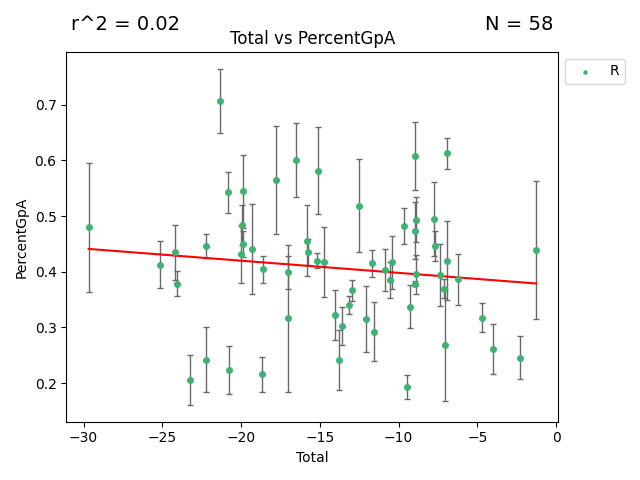 r^2 = 0.02
N = 58
Total vs PercentGpA
R
PercentGpA
0.7
0.6
0.5
0.4
0.3
0.2
−30
−25
−20
−15
−10
−5
0
Total